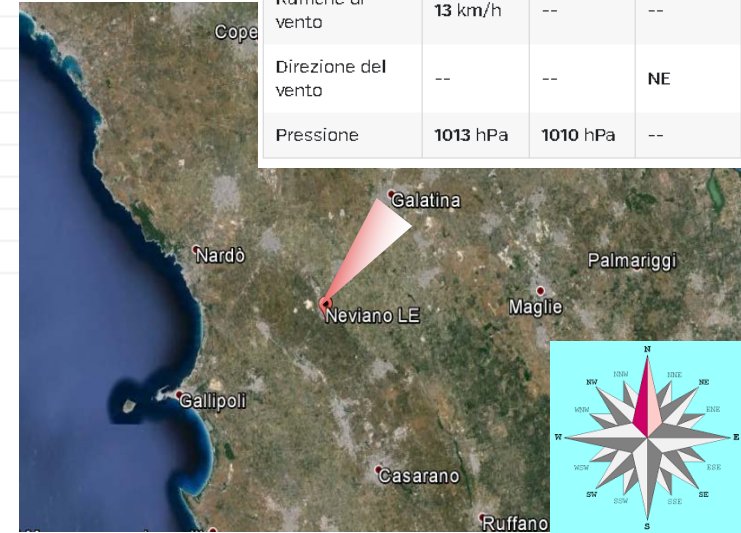 Raffiche di
vento
13 km/h
--
--
Direzione del
vento
--
--
NE
Pressione
1013 hPa
1010 hPa
--
Cope
Galatina
Nardò
Palmariggi
Neviano LE
Maglie
Gallipoli
Casarano
Ruffano
N
NNW
NNE
NW
NE
WNW
ENE
W
E
WSW
ESE
SW
SE
SSW
SSE
S